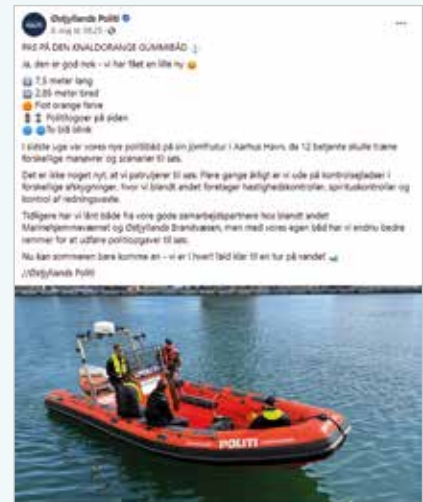 Østjyllands Politi
8. maj kl. 08.25
PAS PÅ DEN KNALDORANGE GUMMIBÅD
Ja, den er god nok - vi har fået en lille ny
7,5 meter lang
2,85 meter bred
Flot orange farve
Politilogoer på siden
To blå blink
I sidste uge var vores nye politibåd på sin jomfrutur i Aarhus Havn, da 12 betjente skulle træne
forskellige manøvrer og scenarier til søs.
Det er ikke noget nyt, at vi patruljerer til søs. Flere gange årligt er vi ude på kontrolsejladser i
forskellige afskygninger, hvor vi blandt andet foretager hastighedskontroller, spirituskontroller og
kontrol af redningsveste.
Tidligere har vi lånt både fra vores gode samarbejdspartnere hos blandt andet
Marinehjemmeværnet og Østjyllands Brandvæsen, men med vores egen båd har vi endnu bedre
rammer for at udføre politiopgaver til søs.
Nu kan sommeren bare komme an - vi er i hvert fald klar til en tur på vandet
//Østjyllands Politi
POLITI